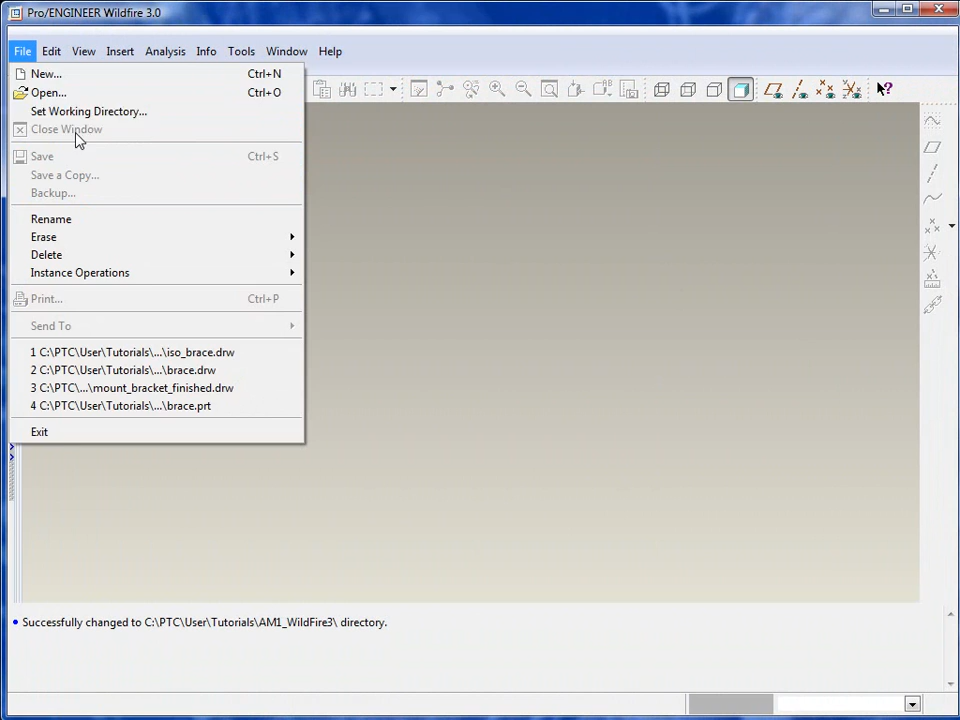 Pro/ENGINEER Wildfire 3.0
File Edit View Insert Analysis Info Tools Window Help
New... Ctrl+N
Open... Ctrl+O
Set Working Directory...
Close Window
Save Ctrl+S
Save a Copy...
Backup...
Rename
Erase
Delete
Instance Operations
Print... Ctrl+P
Send To
1 C:\PTC\User\Tutorials\...\iso_brace.drw
2 C:\PTC\User\Tutorials\...\brace.drw
3 C:\PTC\...\mount_bracket_finished.drw
4 C:\PTC\User\Tutorials\...\brace.prt
Exit
Successfully changed to C:\PTC\User\Tutorials\AM1_WildFire3\ directory.